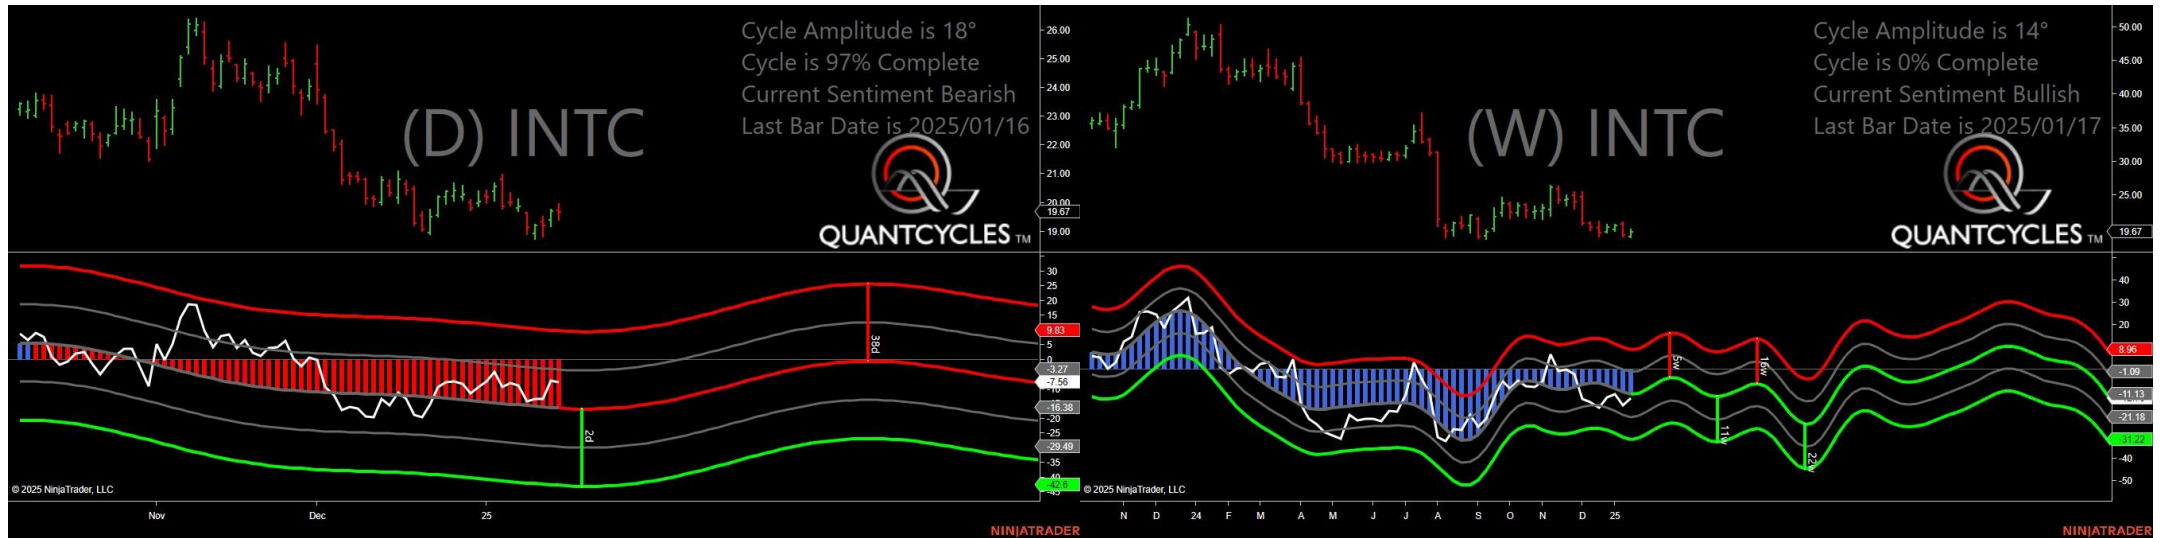 Cycle Amplitude is 18°
Cycle is 97% Complete
Current Sentiment Bearish
Last Bar Date is 2025/01/16
(D) INTC
QUANTCYCLES TM
26.00
25.00
24.00
23.00
22.00
21.00
20.00
19.67
19.00
30
25
20
15
9.83
5
0
-3.27
-7.56
-10
-16.38
-20
-25
-29.49
-35
-42.6
-45
38d
2d
© 2025 NinjaTrader, LLC
Nov
Dec
25
NINJATRADER
Cycle Amplitude is 14°
Cycle is 0% Complete
Current Sentiment Bullish
Last Bar Date is 2025/01/17
(W) INTC
QUANTCYCLES TM
50.00
45.00
40.00
35.00
30.00
25.00
19.67
40
30
20
8.96
-1.09
-11.13
-21.18
-31.22
-40
-50
5w
16w
11w
22w
© 2025 NinjaTrader, LLC
N D 24 F M A M J J A S O N D 25
NINJATRADER